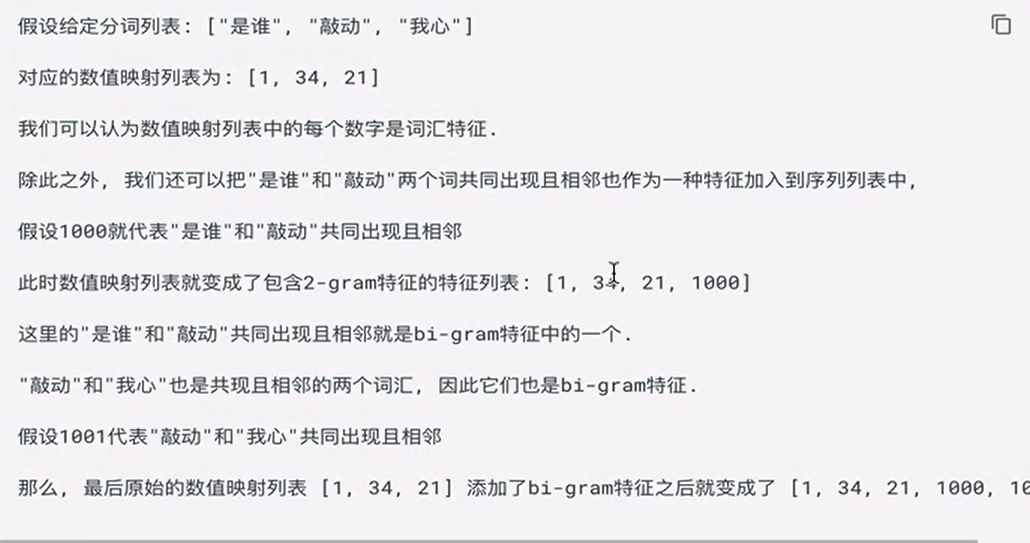 假设给定分词列表: ["是谁", "敲动", "我心"]
对应的数值映射列表为: [1, 34, 21]
我们可以认为数值映射列表中的每个数字是词汇特征.
除此之外, 我们还可以把"是谁"和"敲动"两个词共同出现且相邻也作为一种特征加入到序列列表中,
假设1000就代表"是谁"和"敲动"共同出现且相邻
此时数值映射列表就变成了包含2-gram特征的特征列表: [1, 34, 21, 1000]
这里的"是谁"和"敲动"共同出现且相邻就是bi-gram特征中的一个.
"敲动"和"我心"也是共现且相邻的两个词汇, 因此它们也是bi-gram特征.
假设1001代表"敲动"和"我心"共同出现且相邻
那么, 最后原始的数值映射列表 [1, 34, 21] 添加了bi-gram特征之后就变成了 [1, 34, 21, 1000, 10